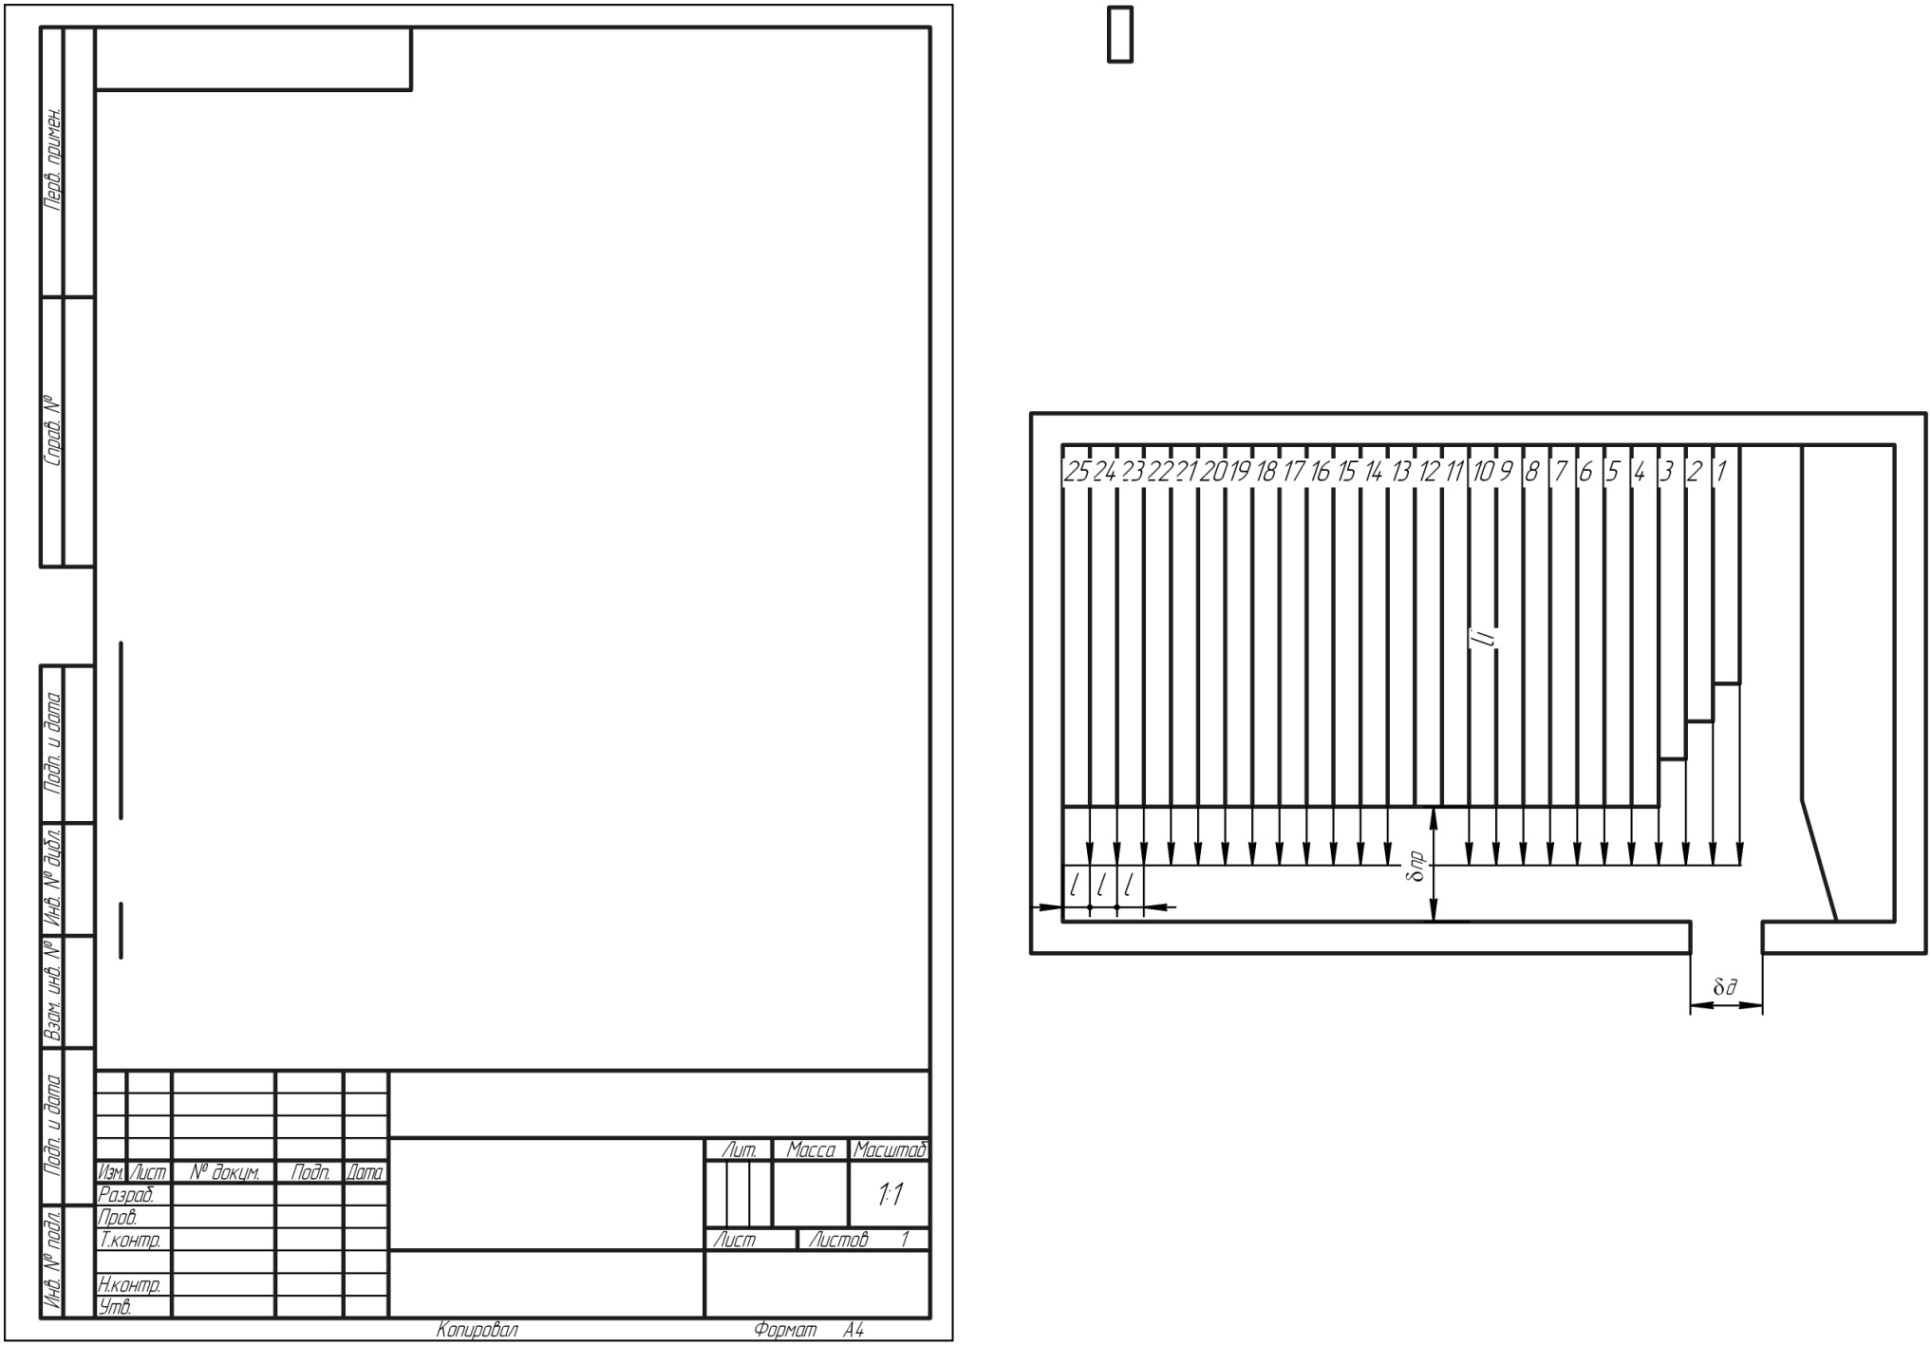 Перв. примен.
Справ. №
Подп. и дата
Инв. № дубл.
Взам. инв. №
Подп. и дата
Инв. № подл.
Изм. Лист № докум. Подп. Дата
Разраб.
Пров.
Т.контр.
Н.контр.
Утв.
Лит. Масса Масштаб
1:1
Лист Листов 1
Копировал Формат А4
25 24 23 22 21 20 19 18 17 16 15 14 13 12 11 10 9 8 7 6 5 4 3 2 1
li
l l l
δпр
δд